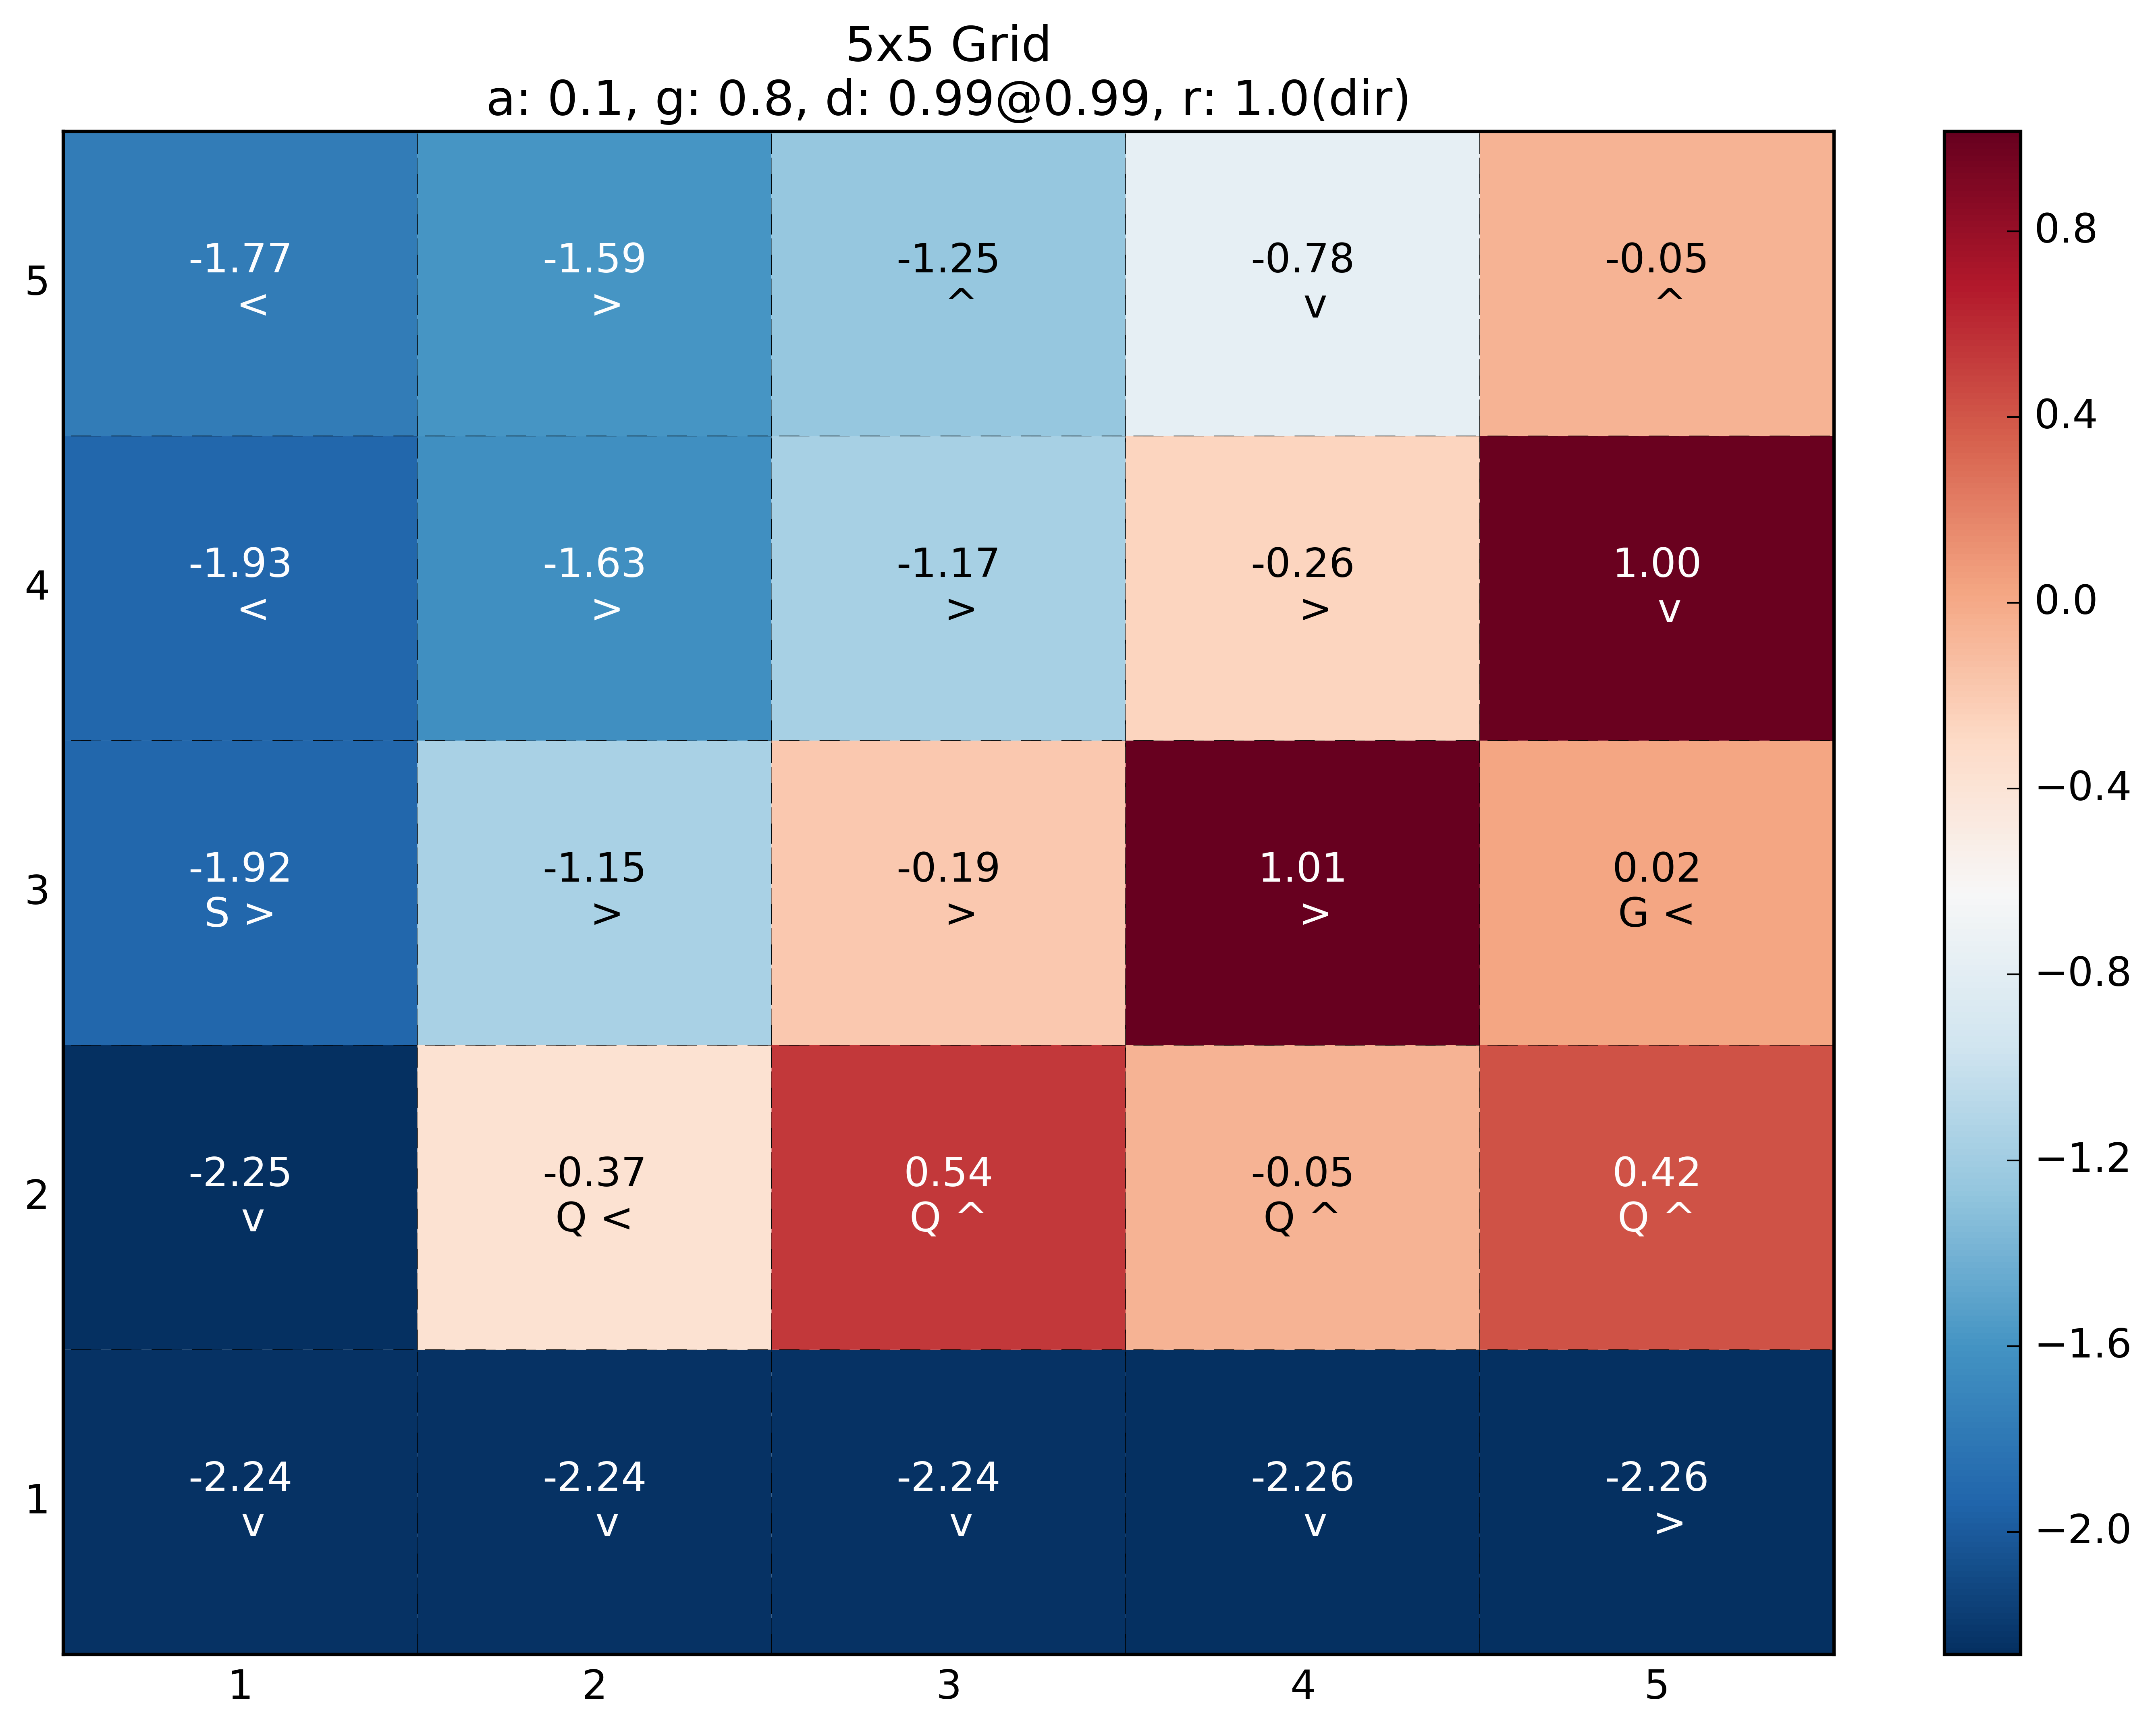 5x5 Grid
a: 0.1, g: 0.8, d: 0.99@0.99, r: 1.0(dir)
5
-1.77 -1.59 -1.25 -0.78 -0.05
< > ^ v ^
4
-1.93 -1.63 -1.17 -0.26 1.00
< > > > v
3
-1.92 -1.15 -0.19 1.01 0.02
S > > > > G <
2
-2.25 -0.37 0.54 -0.05 0.42
v Q < Q ^ Q ^ Q ^
1
-2.24 -2.24 -2.24 -2.26 -2.26
v v v v >
1 2 3 4 5
0.8
0.4
0.0
−0.4
−0.8
−1.2
−1.6
−2.0